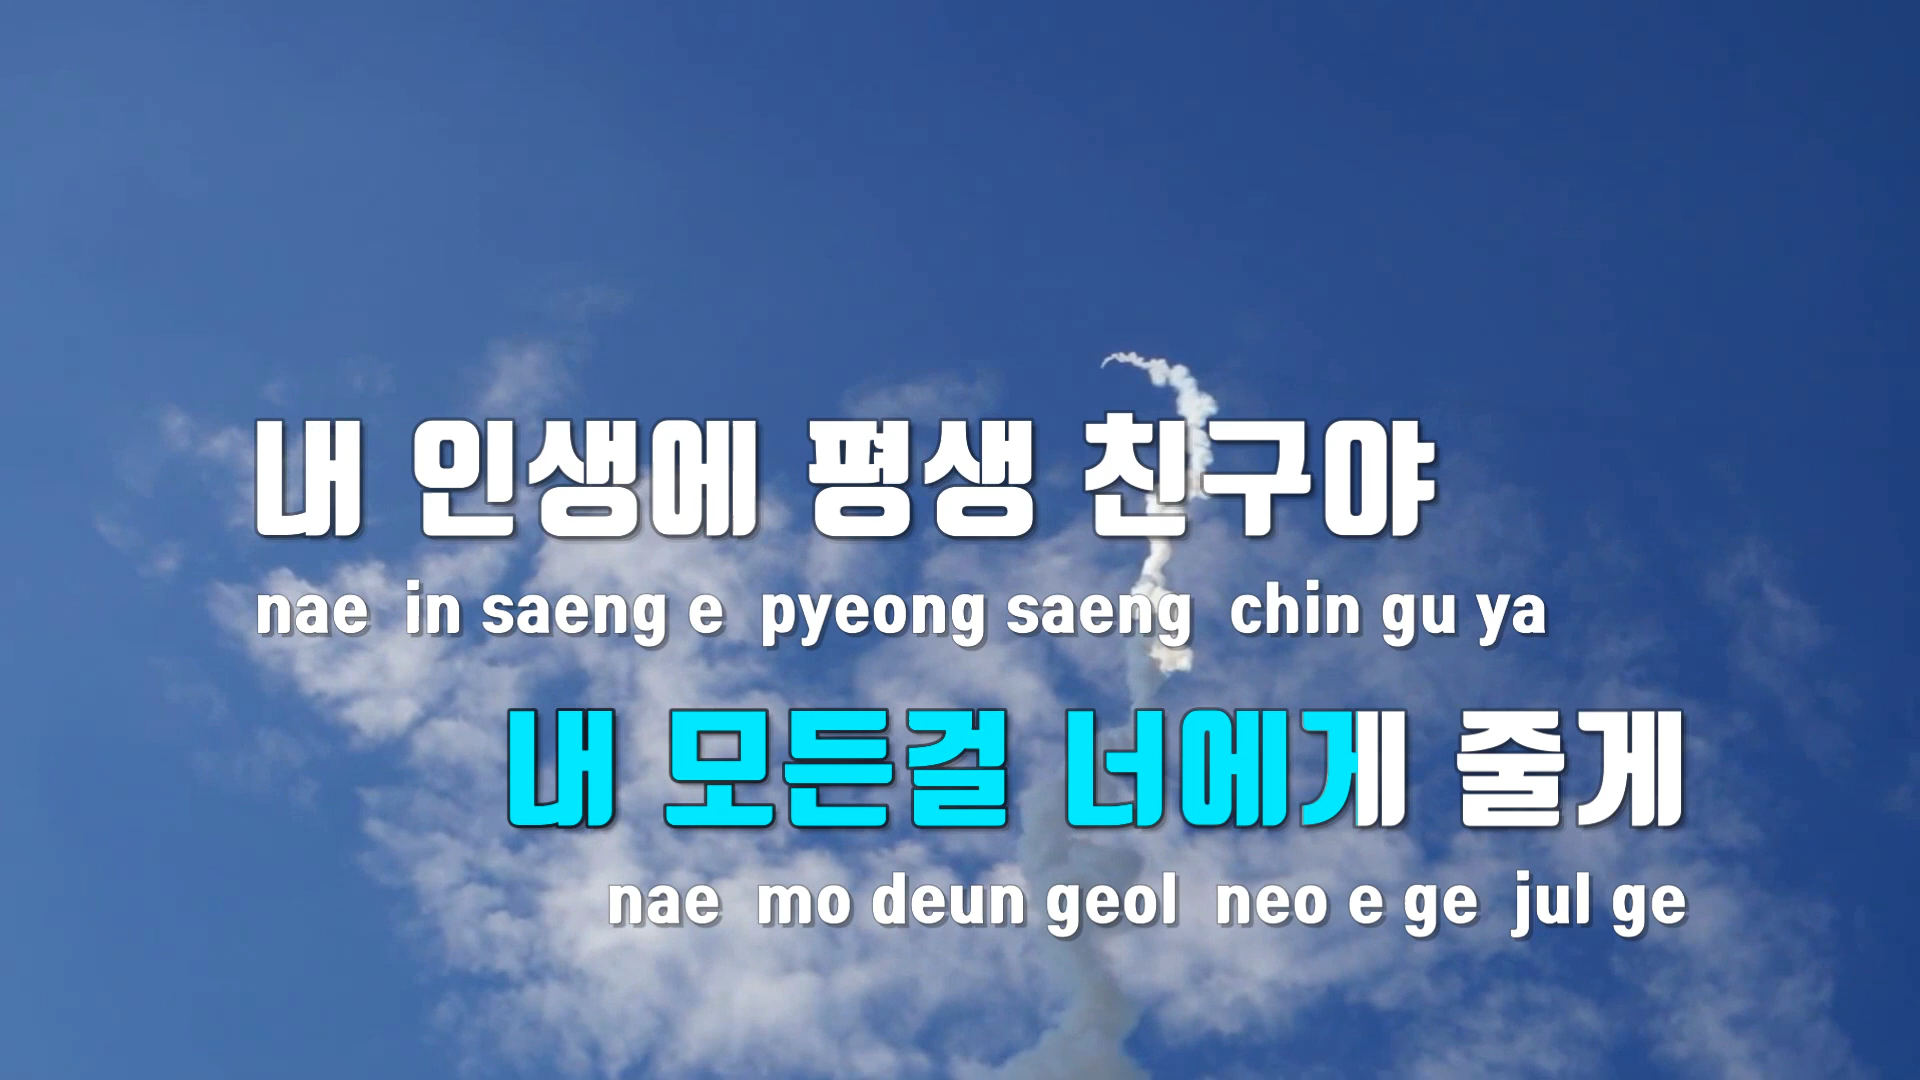 내 인생에 평생 친구야
nae in saeng e pyeong saeng chin gu ya
내 모든걸 너에게 줄게
nae mo deun geol neo e ge jul ge